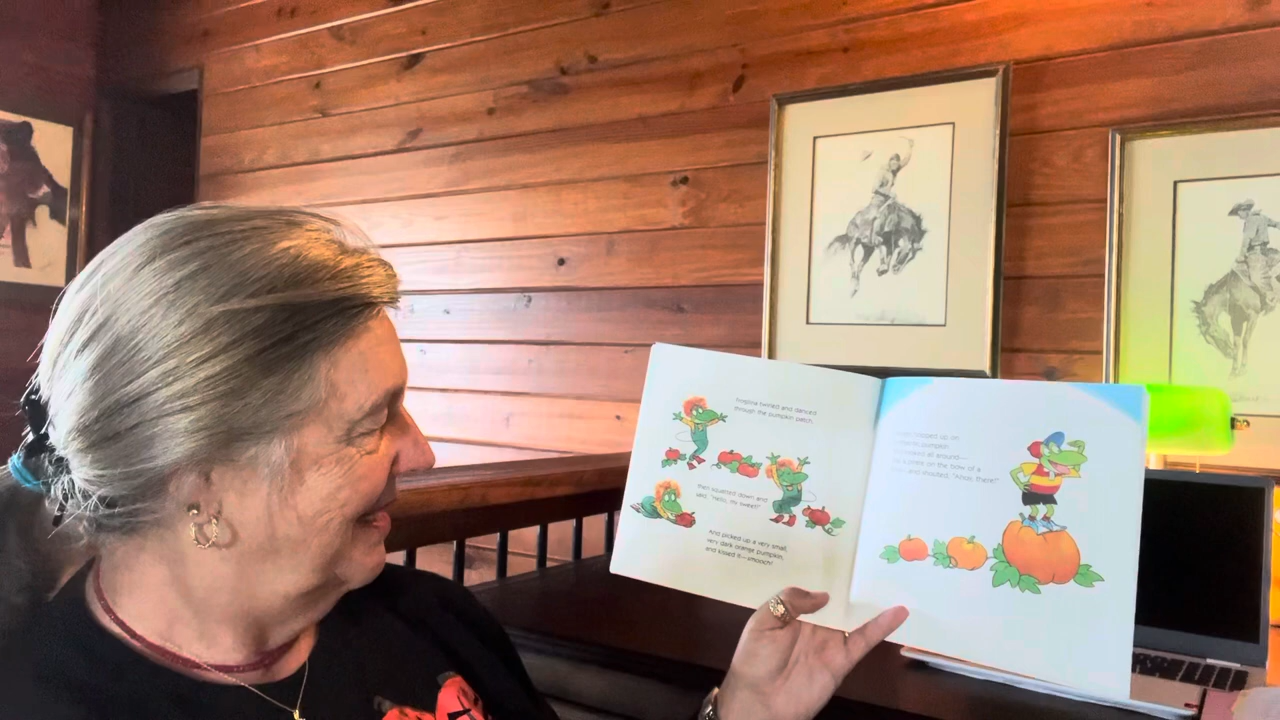 twirled and danced
through the pumpkin patch,
then squatted down and
said, "Hello, my sweet!"
And picked up a very small,
very dark orange pumpkin,
and kissed it—smooch!
hopped up on
pumpkin
looked all around—
like a pirate on the bow of a
and shouted, "Ahoy, there!"